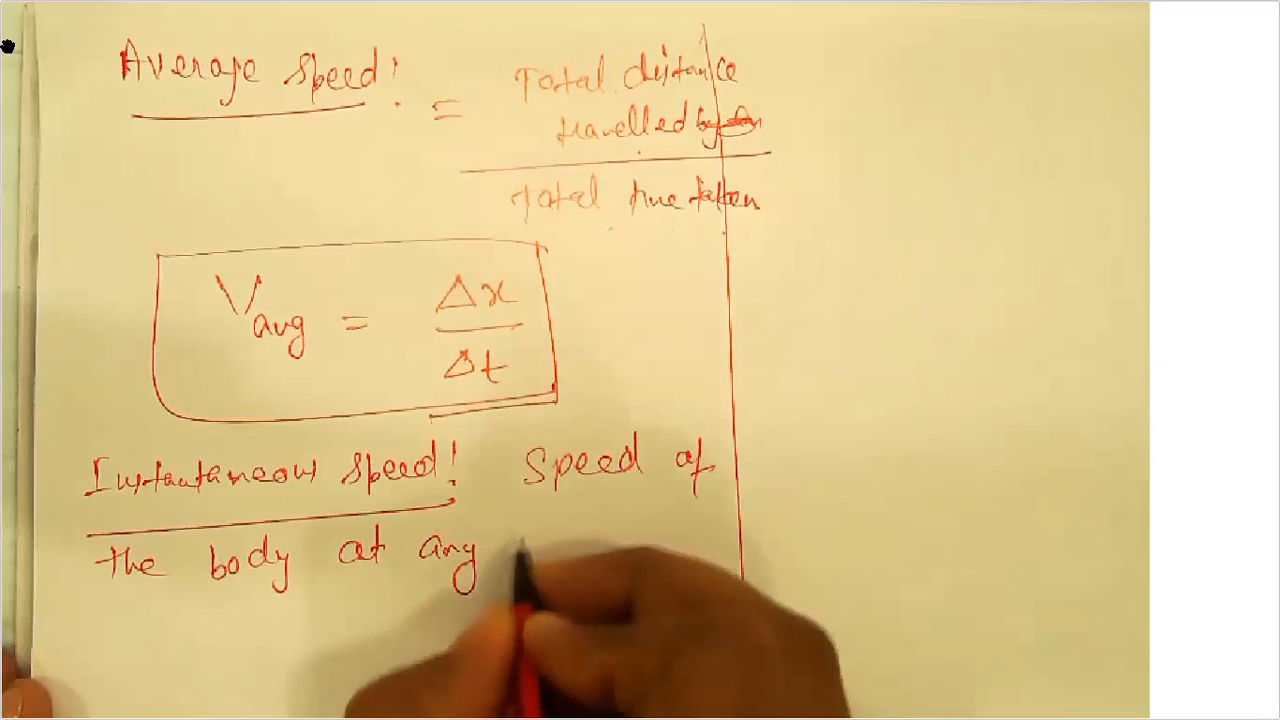 Average speed! = Total distance
travelled by
Total time taken
Vavg = Δx
Δt
Instantaneous speed! Speed of
the body at any